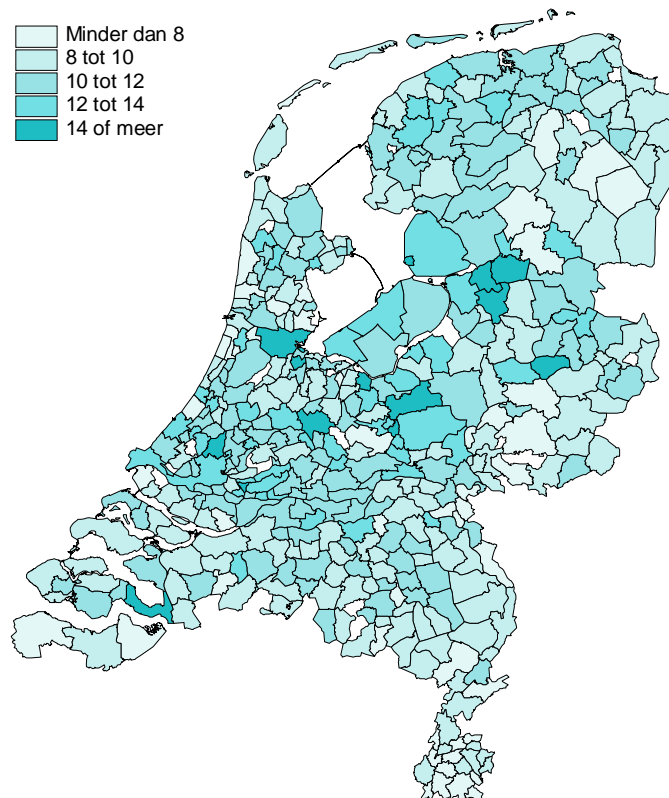 Minder dan 8
8 tot 10
10 tot 12
12 tot 14
14 of meer